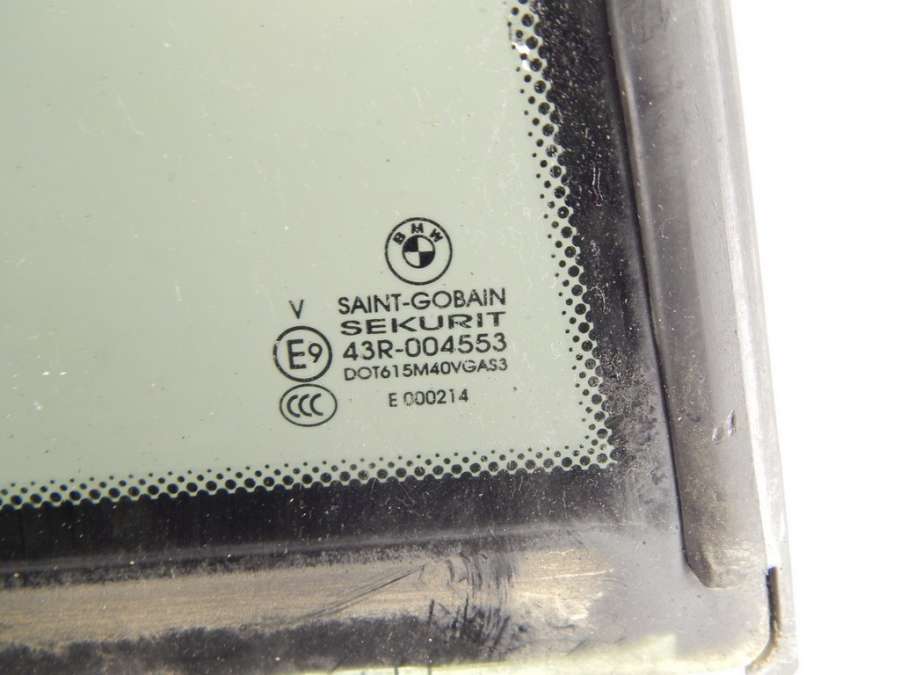 BMW
V SAINT-GOBAIN
SEKURIT
E9 43R-004553
DOT615M40VGAS3
CCC E 000214